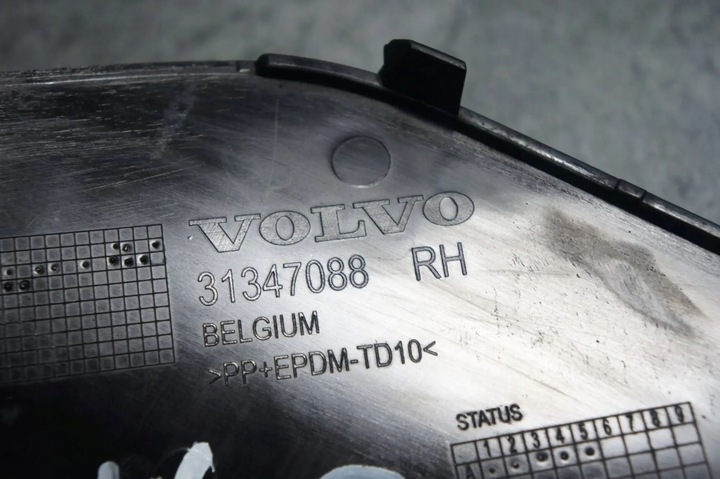 VOLVO
31347088 RH
BELGIUM
>PP+EPDM-TD10<
STATUS
1 2 3 4 5 6 7 8 9
A